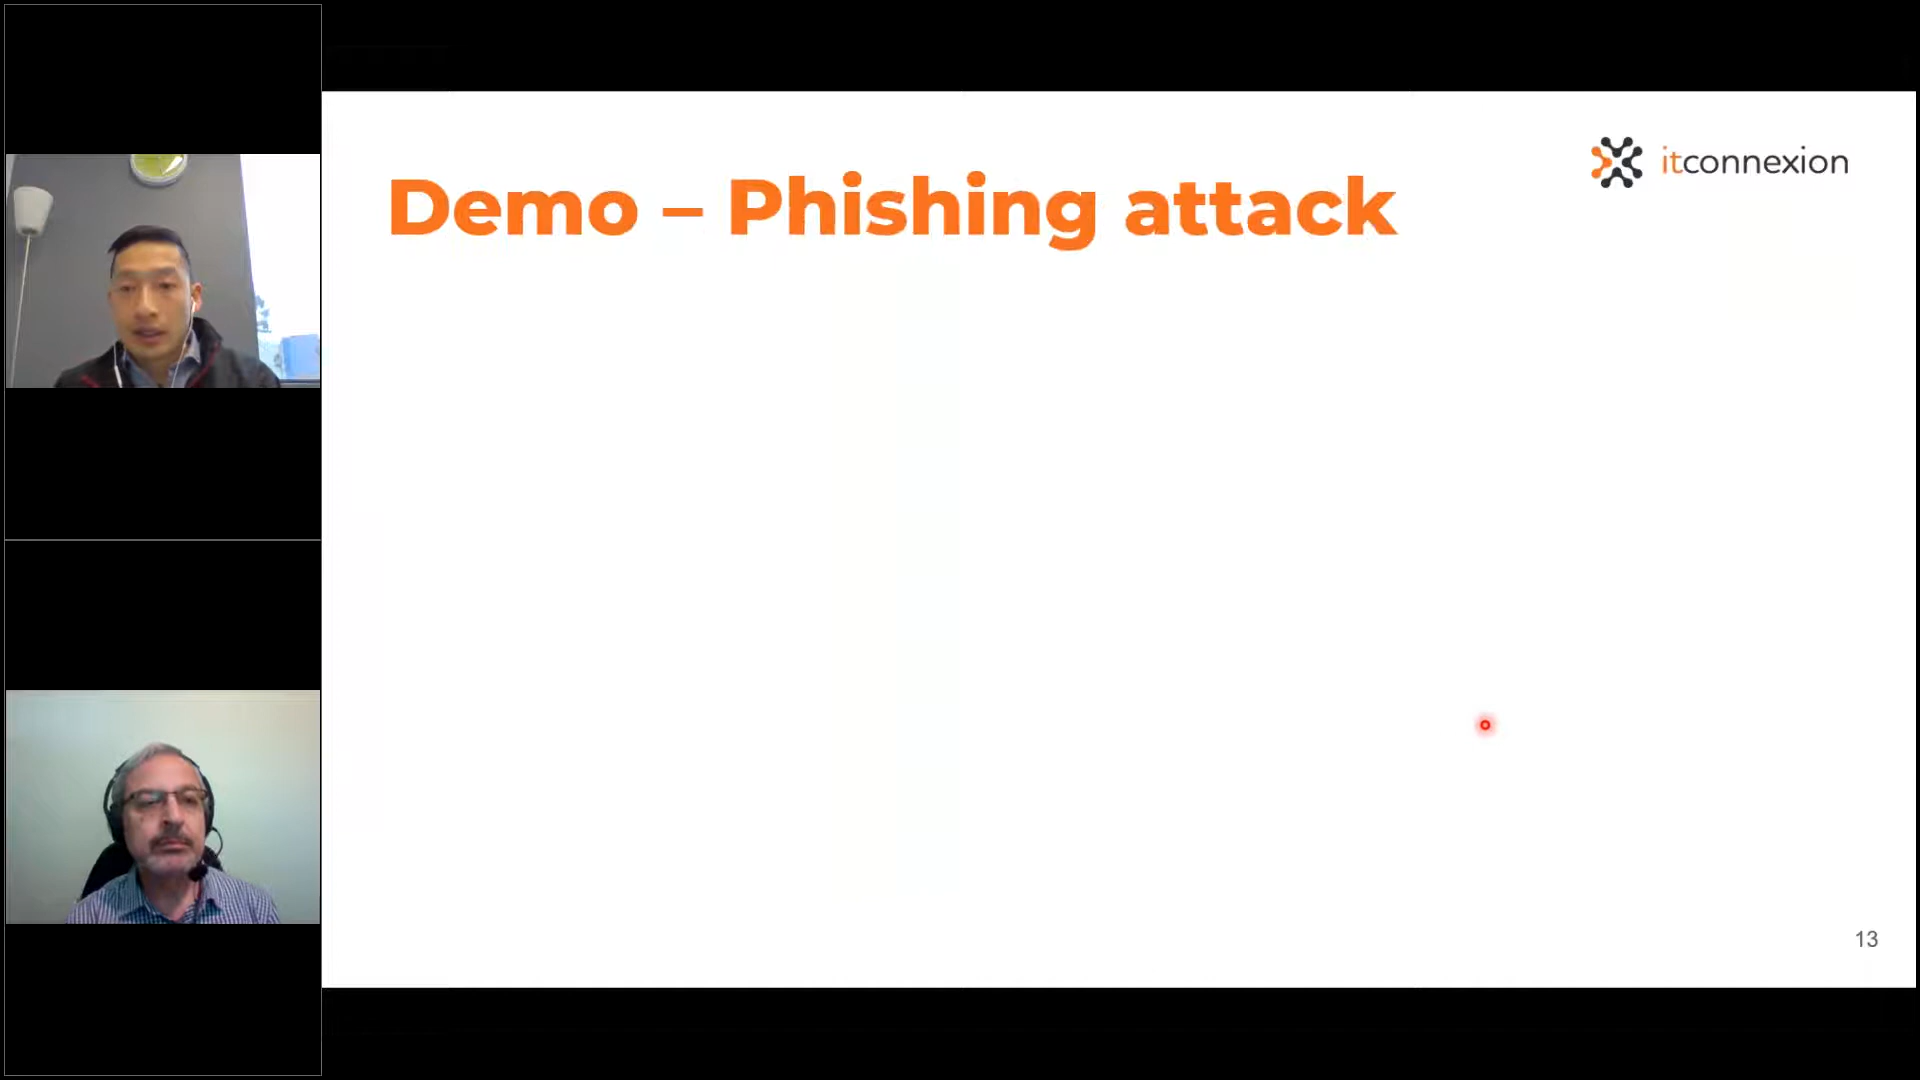 Demo – Phishing attack
itconnexion
13